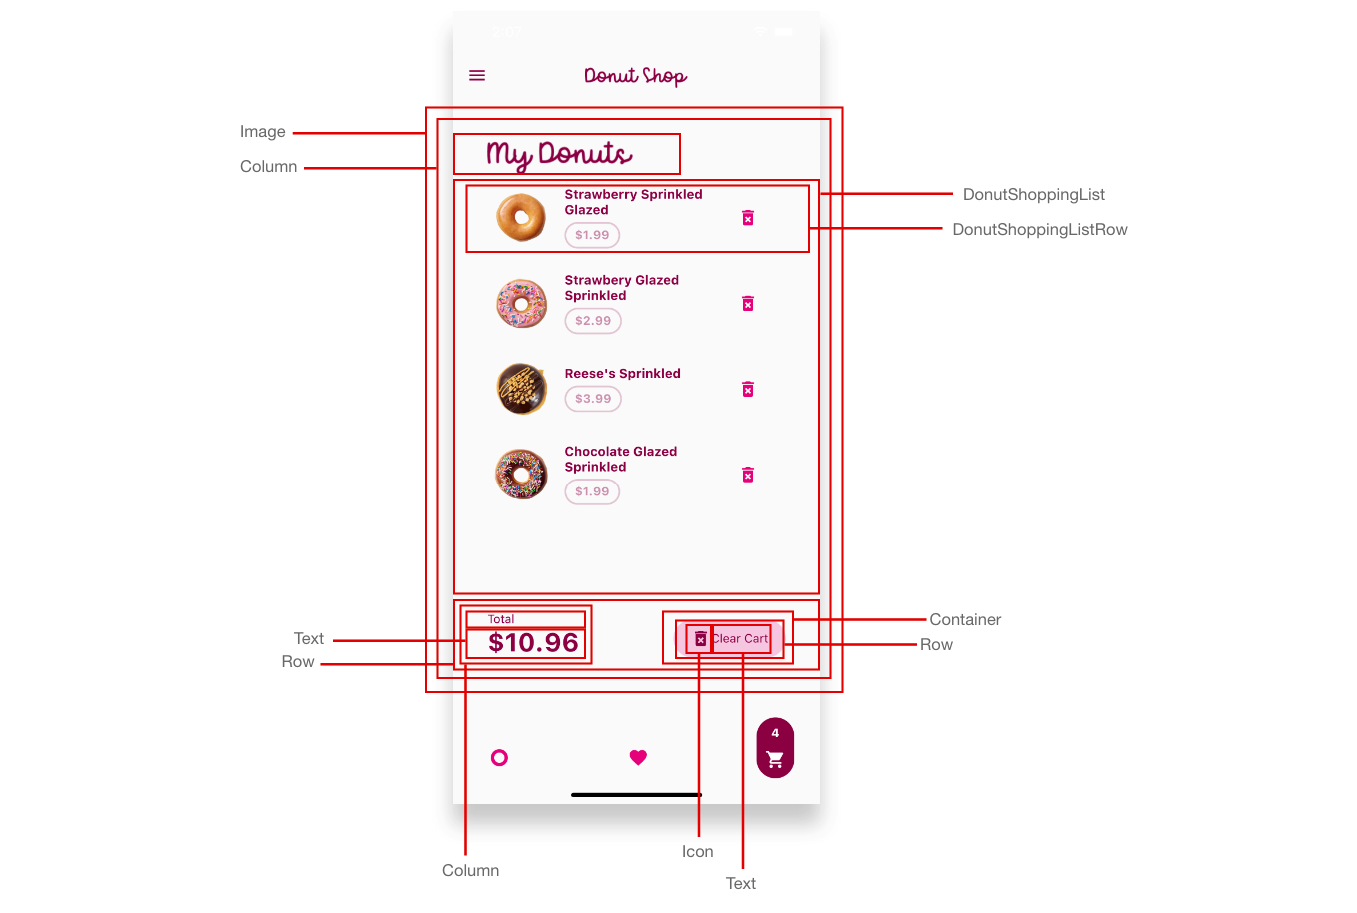 Donut Shop
Image
Column
My Donuts
Strawberry Sprinkled
Glazed
$1.99
DonutShoppingList
DonutShoppingListRow
Strawbery Glazed
Sprinkled
$2.99
Reese's Sprinkled
$3.99
Chocolate Glazed
Sprinkled
$1.99
Total
$10.96
Clear Cart
Container
Row
Text
Row
4
Column
Icon
Text